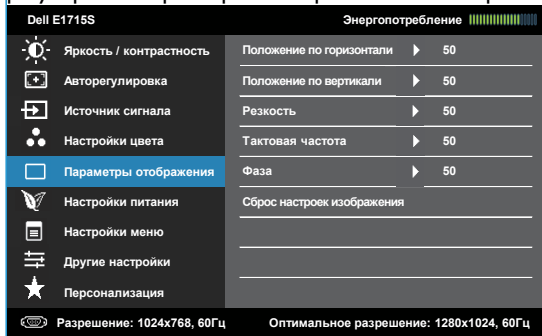 Dell E1715S Энергопотребление
Яркость / контрастность Положение по горизонтали 50
Авторегулировка Положение по вертикали 50
Источник сигнала Резкость 50
Настройки цвета Тактовая частота 50
Параметры отображения Фаза 50
Настройки питания Сброс настроек изображения
Настройки меню
Другие настройки
Персонализация
Разрешение: 1024x768, 60Гц Оптимальное разрешение: 1280x1024, 60Гц